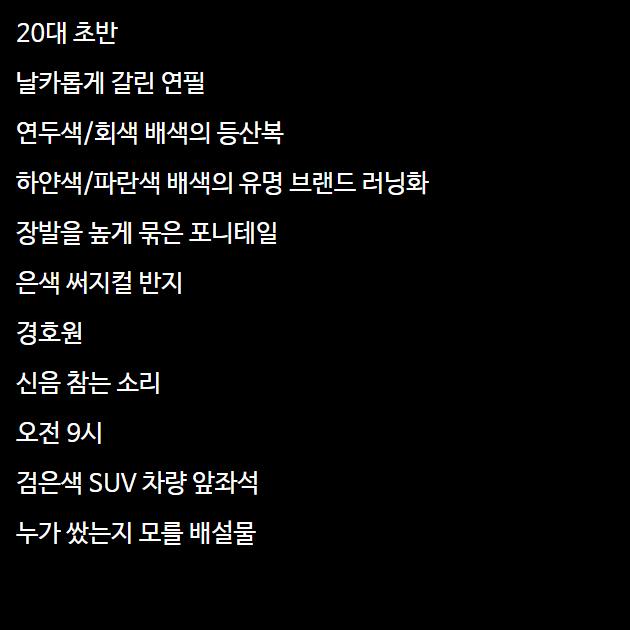 20대 초반
날카롭게 갈린 연필
연두색/회색 배색의 등산복
하얀색/파란색 배색의 유명 브랜드 러닝화
장발을 높게 묶은 포니테일
은색 써지컬 반지
경호원
신음 참는 소리
오전 9시
검은색 SUV 차량 앞좌석
누가 쌌는지 모를 배설물